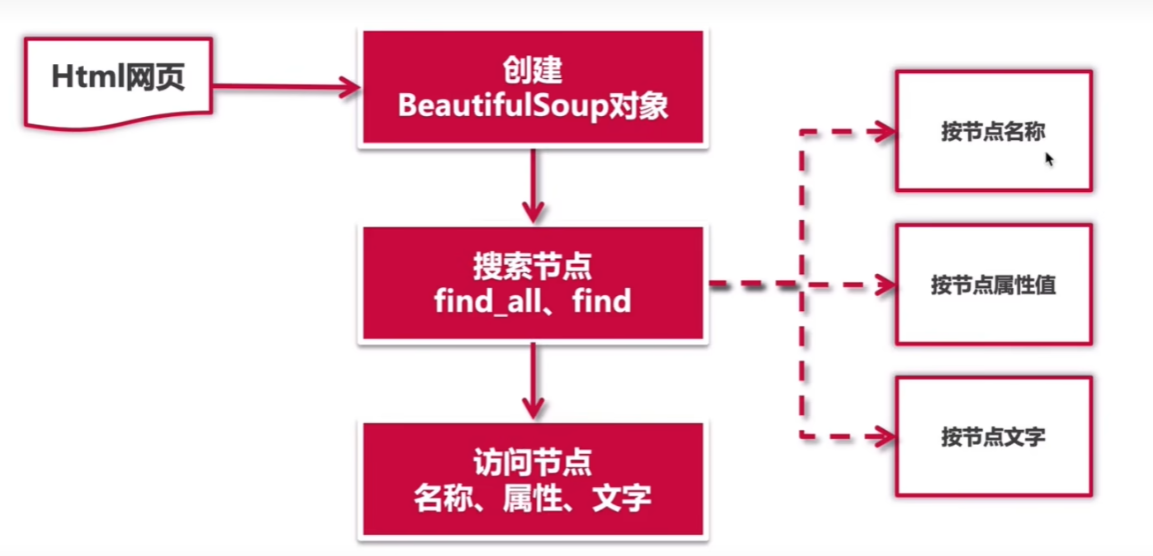 Html网页
创建
BeautifulSoup对象
搜索节点
find_all、find
访问节点
名称、属性、文字
按节点名称
按节点属性值
按节点文字